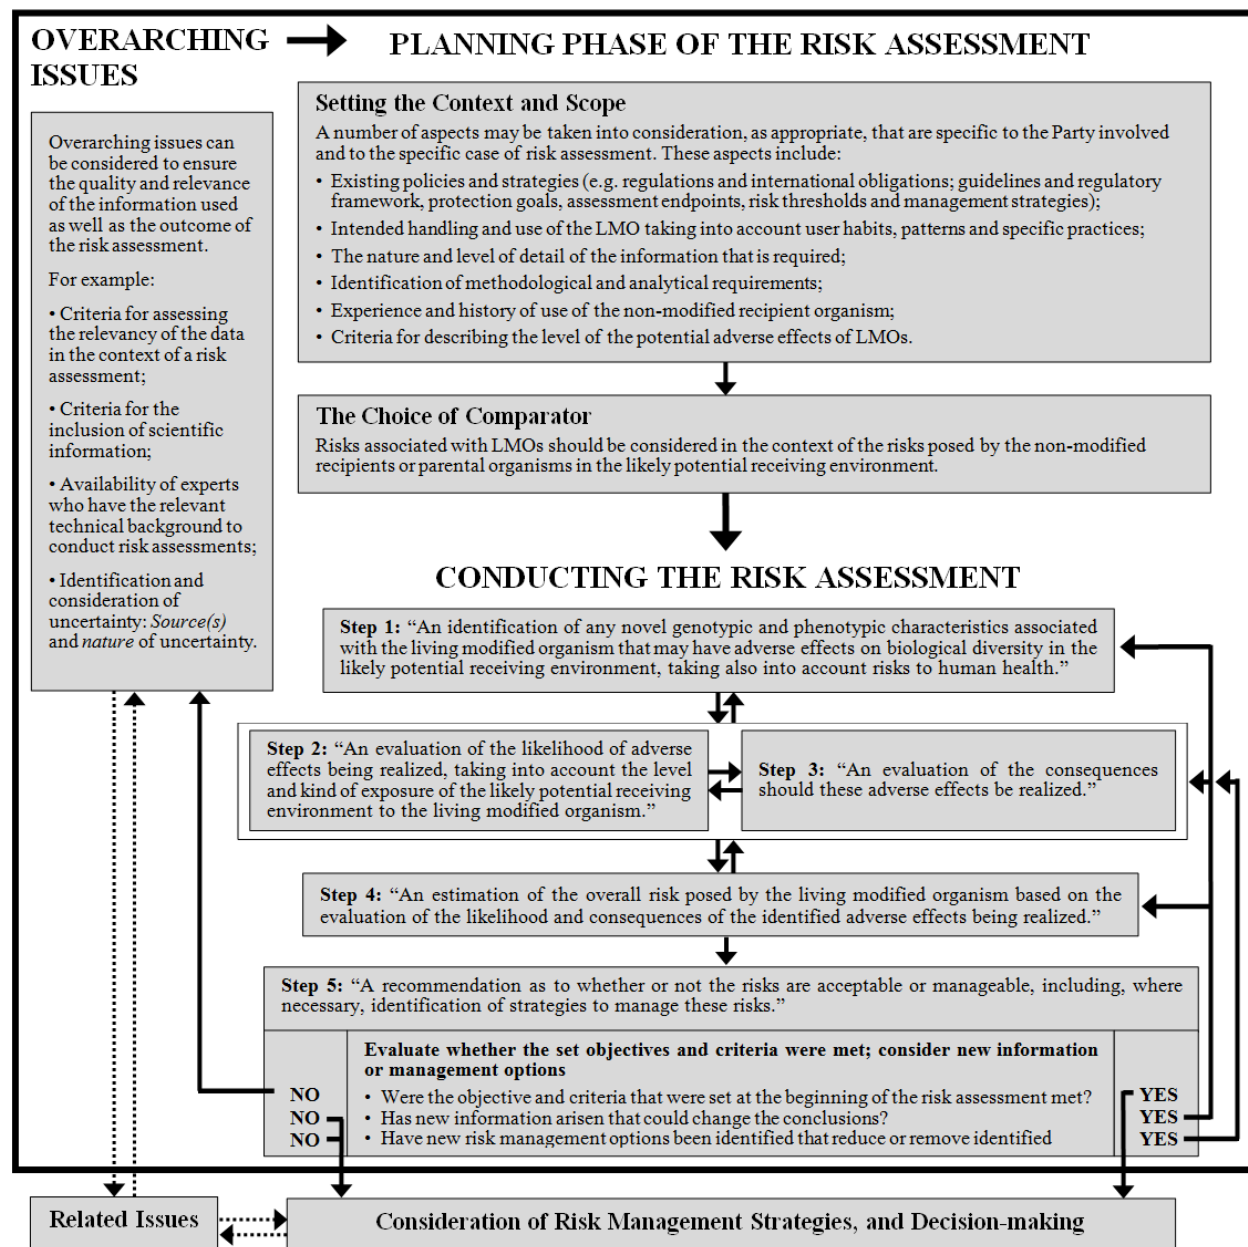 OVERARCHING
ISSUES
Overarching issues can
be considered to ensure
the quality and relevance
of the information used
as well as the outcome of
the risk assessment.
For example:
• Criteria for assessing
the relevancy of the data
in the context of a risk
assessment;
• Criteria for the
inclusion of scientific
information;
• Availability of experts
who have the relevant
technical background to
conduct risk assessments;
• Identification and
consideration of
uncertainty: Source(s)
and nature of uncertainty.
PLANNING PHASE OF THE RISK ASSESSMENT
Setting the Context and Scope
A number of aspects may be taken into consideration, as appropriate, that are specific to the Party involved
and to the specific case of risk assessment. These aspects include:
• Existing policies and strategies (e.g. regulations and international obligations; guidelines and regulatory
framework, protection goals, assessment endpoints, risk thresholds and management strategies);
• Intended handling and use of the LMO taking into account user habits, patterns and specific practices;
• The nature and level of detail of the information that is required;
• Identification of methodological and analytical requirements;
• Experience and history of use of the non-modified recipient organism;
• Criteria for describing the level of the potential adverse effects of LMOs.
The Choice of Comparator
Risks associated with LMOs should be considered in the context of the risks posed by the non-modified
recipients or parental organisms in the likely potential receiving environment.
CONDUCTING THE RISK ASSESSMENT
Step 1: “An identification of any novel genotypic and phenotypic characteristics associated
with the living modified organism that may have adverse effects on biological diversity in the
likely potential receiving environment, taking also into account risks to human health.”
Step 2: “An evaluation of the likelihood of adverse
effects being realized, taking into account the level
and kind of exposure of the likely potential receiving
environment to the living modified organism.”
Step 3: “An evaluation of the consequences
should these adverse effects be realized.”
Step 4: “An estimation of the overall risk posed by the living modified organism based on the
evaluation of the likelihood and consequences of the identified adverse effects being realized.”
Step 5: “A recommendation as to whether or not the risks are acceptable or manageable, including, where
necessary, identification of strategies to manage these risks.”
Evaluate whether the set objectives and criteria were met; consider new information
or management options
NO • Were the objective and criteria that were set at the beginning of the risk assessment met? YES
NO • Has new information arisen that could change the conclusions? YES
NO • Have new risk management options been identified that reduce or remove identified YES
Related Issues
Consideration of Risk Management Strategies, and Decision-making